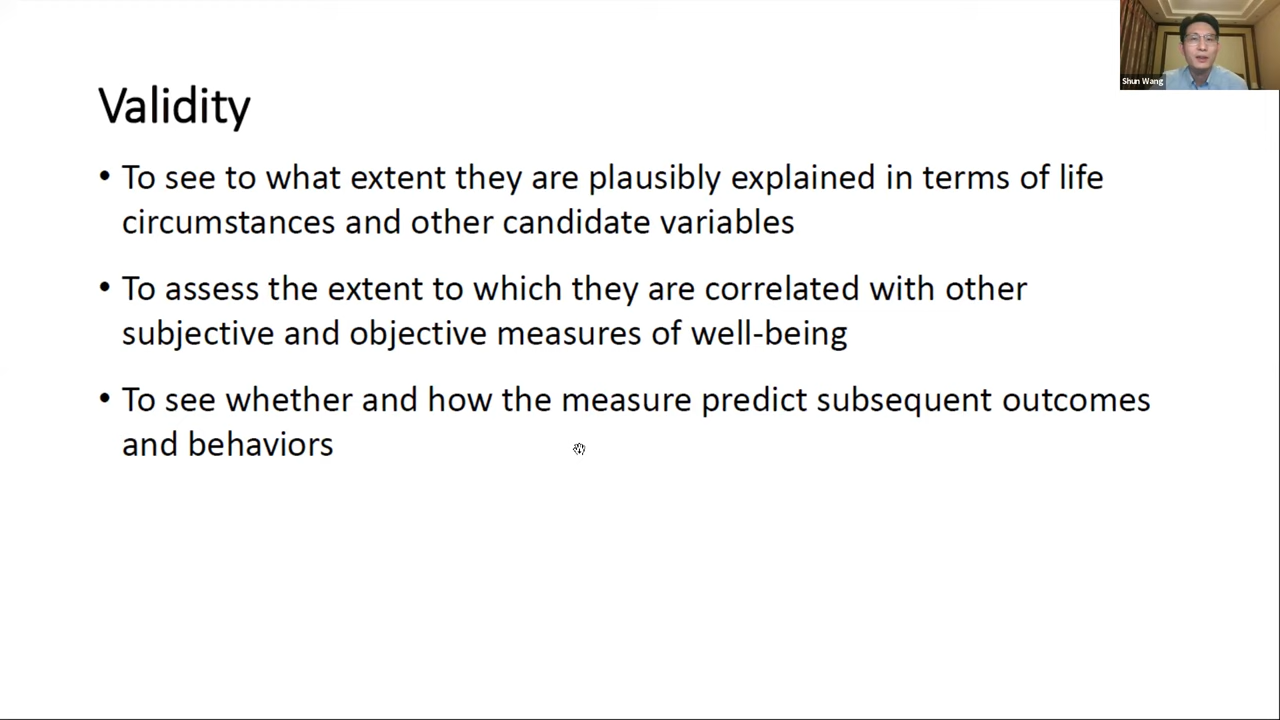 Shun Wang
Validity
• To see to what extent they are plausibly explained in terms of life
circumstances and other candidate variables
• To assess the extent to which they are correlated with other
subjective and objective measures of well-being
• To see whether and how the measure predict subsequent outcomes
and behaviors